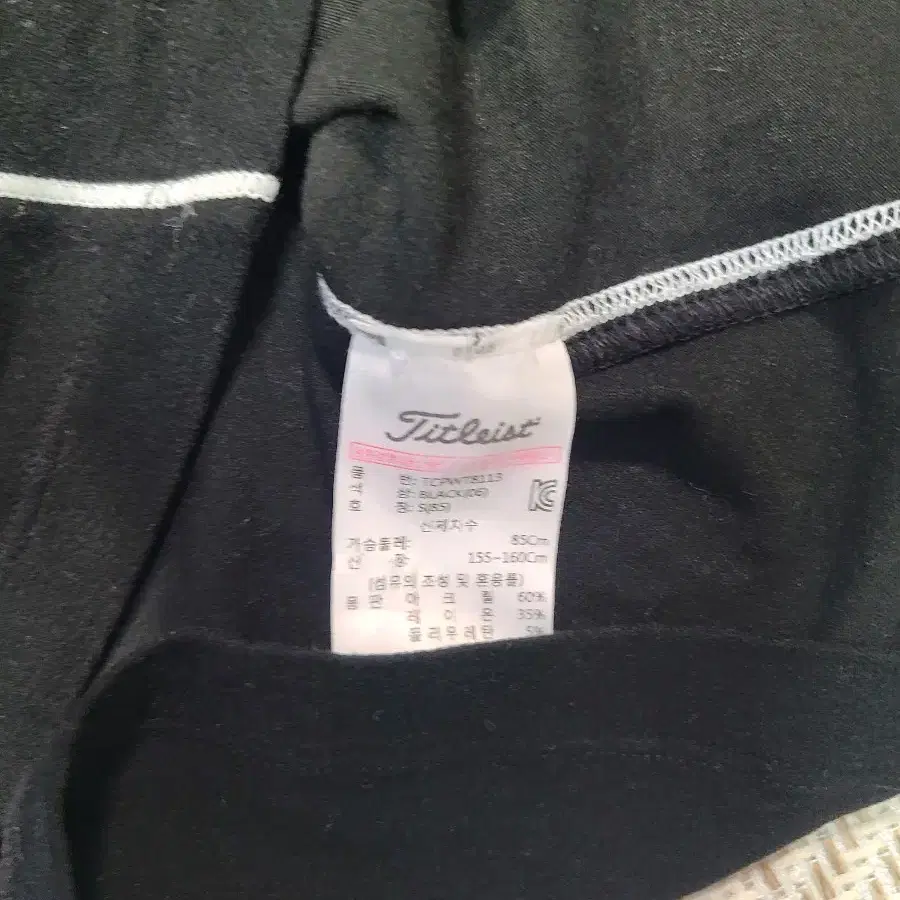 Titleist
품 번: TCPWT8113
색 상: BLACK(06)
호 칭: S(85)
신체치수
가슴둘레: 85Cm
신 장: 155~160Cm
(섬유의 조성 및 혼용률)
몸 판 아 크 릴 60%
레 이 온 35%
폴 리 우 레 탄 5%